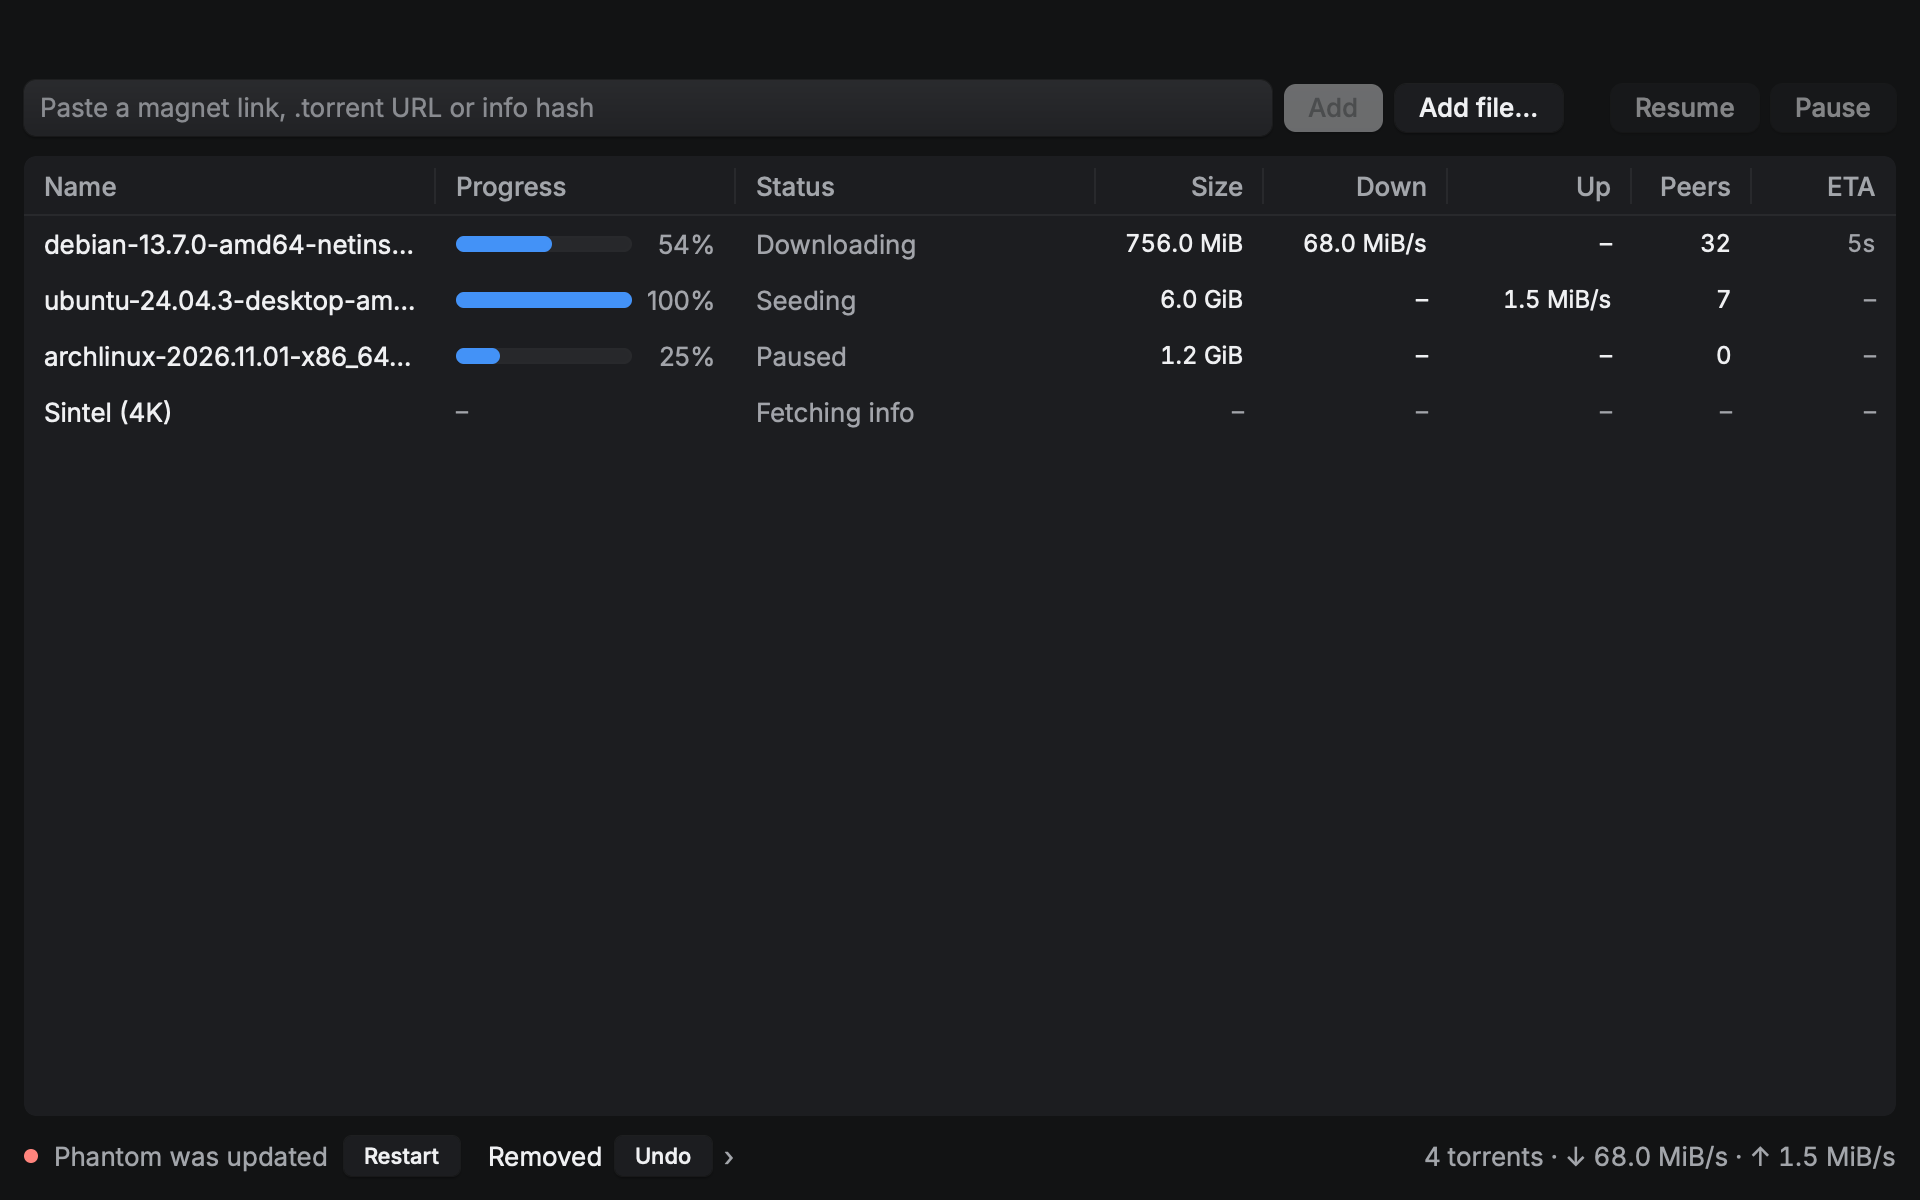 Paste a magnet link, .torrent URL or info hash Add Add file... Resume Pause
Name Progress Status Size Down Up Peers ETA
debian-13.7.0-amd64-netins... 54% Downloading 756.0 MiB 68.0 MiB/s – 32 5s
ubuntu-24.04.3-desktop-am... 100% Seeding 6.0 GiB – 1.5 MiB/s 7 –
archlinux-2026.11.01-x86_64... 25% Paused 1.2 GiB – – 0 –
Sintel (4K) – Fetching info – – – – –
Phantom was updated Restart Removed Undo › 4 torrents · ↓ 68.0 MiB/s · ↑ 1.5 MiB/s